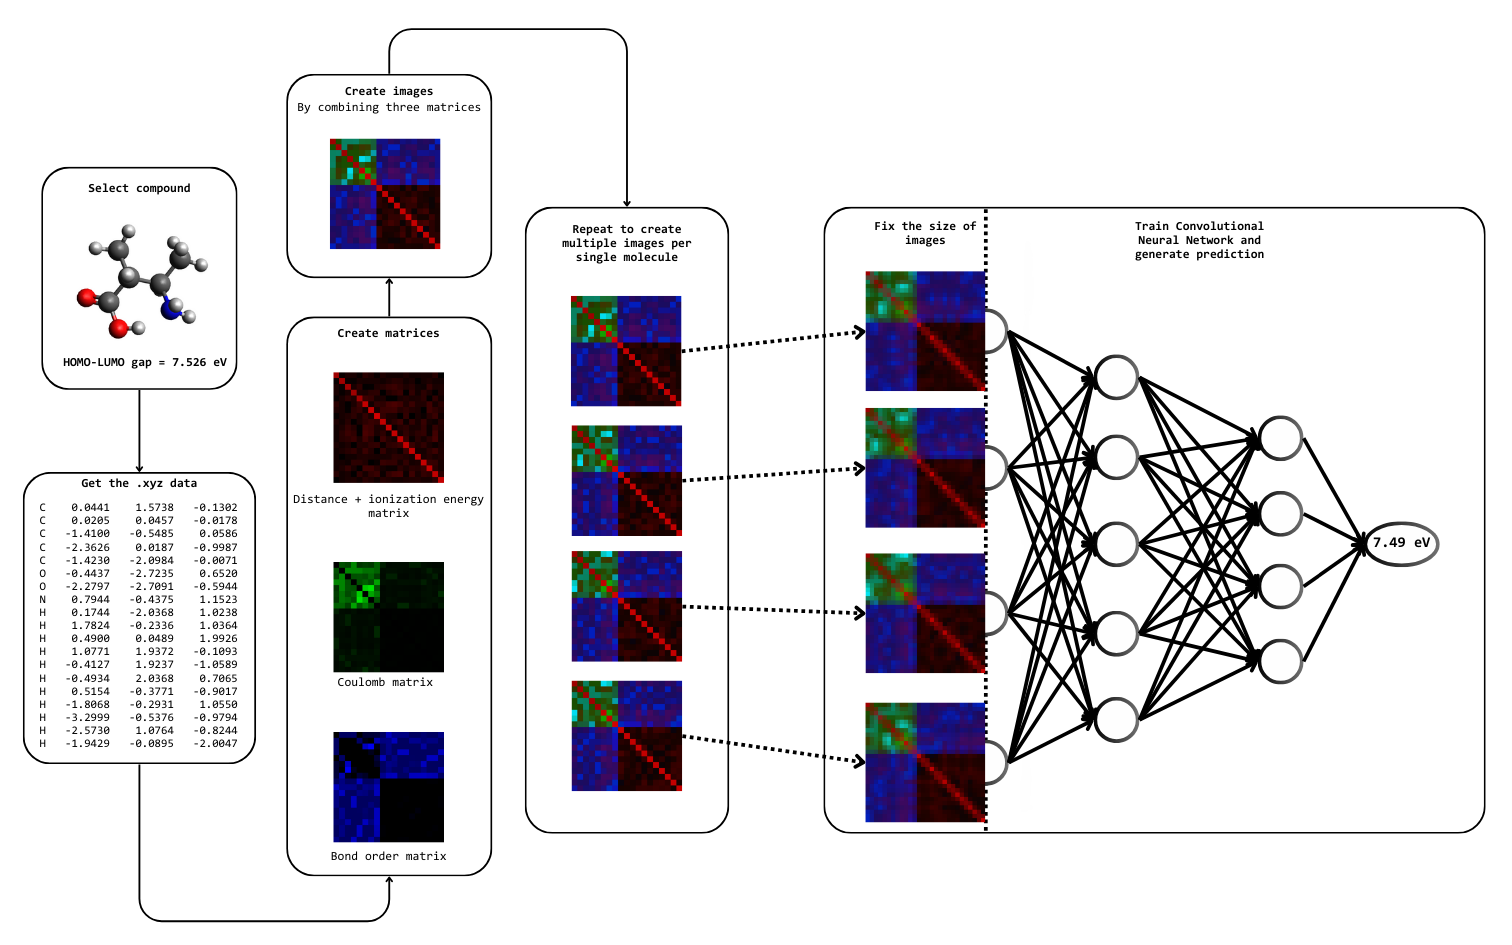 Select compound
HOMO-LUMO gap = 7.526 eV
Get the .xyz data
C 0.0441 1.5738 -0.1302
C 0.0205 0.0457 -0.0178
C -1.4100 -0.5485 0.0586
C -2.3626 0.0187 -0.9987
C -1.4230 -2.0984 -0.0071
O -0.4437 -2.7235 0.6520
O -2.2797 -2.7091 -0.5944
N 0.7944 -0.4375 1.1523
H 0.1744 -2.0368 1.0238
H 1.7824 -0.2336 1.0364
H 0.4900 0.0489 1.9926
H 1.0771 1.9372 -0.1093
H -0.4127 1.9237 -1.0589
H -0.4934 2.0368 0.7065
H 0.5154 -0.3771 -0.9017
H -1.8068 -0.2931 1.0550
H -3.2999 -0.5376 -0.9794
H -2.5730 1.0764 -0.8244
H -1.9429 -0.0895 -2.0047
Create matrices
Distance + ionization energy
matrix
Coulomb matrix
Bond order matrix
Create images
By combining three matrices
Repeat to create
multiple images per
single molecule
Fix the size of
images
Train Convolutional
Neural Network and
generate prediction
7.49 eV